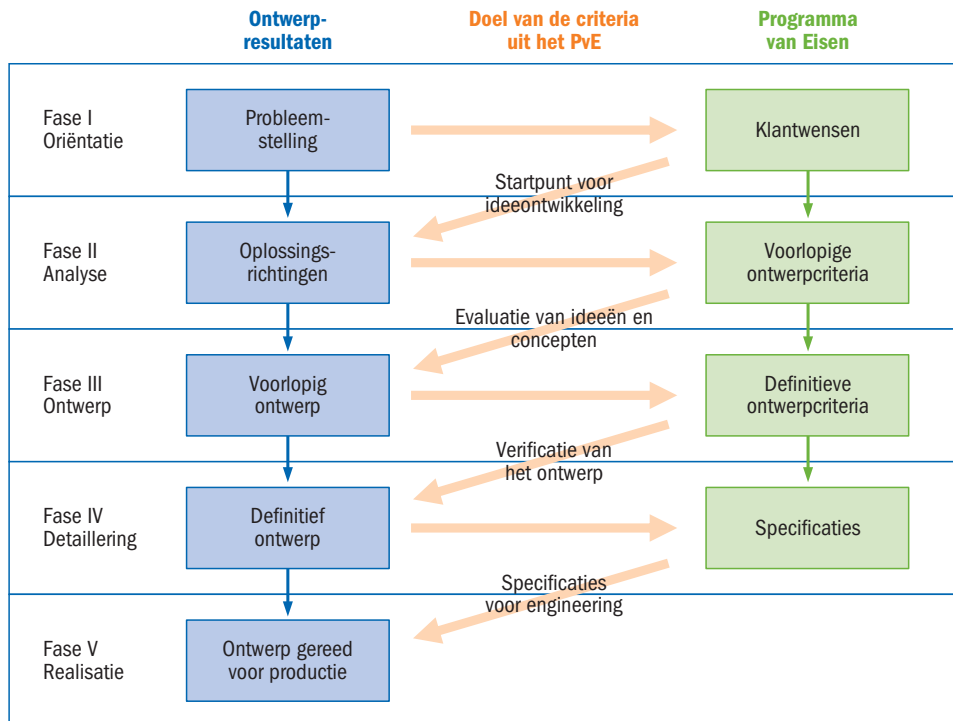 Ontwerp-
resultaten
Doel van de criteria
uit het PvE
Programma
van Eisen
Fase I
Oriëntatie
Probleem-
stelling
Klantwensen
Startpunt voor
ideeontwikkeling
Fase II
Analyse
Oplossings-
richtingen
Voorlopige
ontwerpcriteria
Evaluatie van ideeën en
concepten
Fase III
Ontwerp
Voorlopig
ontwerp
Definitieve
ontwerpcriteria
Verificatie van
het ontwerp
Fase IV
Detaillering
Definitief
ontwerp
Specificaties
Specificaties
voor engineering
Fase V
Realisatie
Ontwerp gereed
voor productie